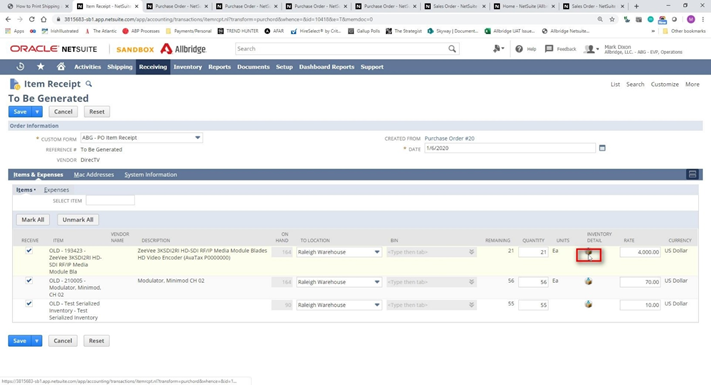 How to Print Shipping
Item Receipt - NetSuite
Purchase Order - NetSu
Purchase Order - NetSu
Purchase Order - NetSu
Purchase Order - NetSu
Sales Order - NetSuite
Home - NetSuite (Allbri
Sales Order - NetSuite
3815683-sb1.app.netsuite.com/app/accounting/transactions/itemrcpt.nl?transform=purchord&whence=&id=10418&e=T&memdoc=0
Apps
Infinishmerch
The Atlantic
ABP Processes
Payments Personal
TREND HUNTER
AFAR
HireSelect® by Crit...
Gallup Polls
The Strategist
Skyway | Document...
Allbridge UAT Issue...
Allbridge Netsuite...
Other bookmarks
ORACLE NETSUITE
SANDBOX
Allbridge
Search
Help
Feedback
Mark Dixon
Allbridge, LLC. - ABG - EVP, Operations
Activities
Shipping
Receiving
Inventory
Reports
Documents
Setup
Dashboard Reports
Support
Item Receipt
List
Search
Customize
More
To Be Generated
Save
Cancel
Reset
Order Information
* CUSTOM FORM
ABG - PO Item Receipt
CREATED FROM
Purchase Order #20
REFERENCE #
To Be Generated
* DATE
1/6/2020
VENDOR
DirecTV
Items & Expenses
Mac Addresses
System Information
Items •
Expenses
SELECT ITEM
Mark All
Unmark All
RECEIVE
ITEM
VENDOR NAME
DESCRIPTION
ON HAND
TO LOCATION
BIN
REMAINING
QUANTITY
UNITS
INVENTORY DETAIL
RATE
CURRENCY
OLD - 193423 -
ZeeVee 3KSDI2RI HD-
SDI RF/IP Media
Module Bla
ZeeVee 3KSDI2RI HD-SDI RF/IP Media Module Blades
HD Video Encoder (AvaTax P0000000)
164
Raleigh Warehouse
<Type then tab>
21
21
Ea
4,000.00
US Dollar
OLD - 210005 -
Modulator, Minimod,
CH 02
Modulator, Minimod CH 02
164
Raleigh Warehouse
<Type then tab>
56
56
Ea
70.00
US Dollar
OLD - Test Serialized
Inventory - Test
Serialized Inventory
Raleigh Warehouse
<Type then tab>
55
55
10.00
US Dollar
Save
Cancel
Reset
https://3815683-sb1.app.netsuite.com/app/accounting/transactions/itemrcpt.nl?transform=purchord&whence=&id=1...